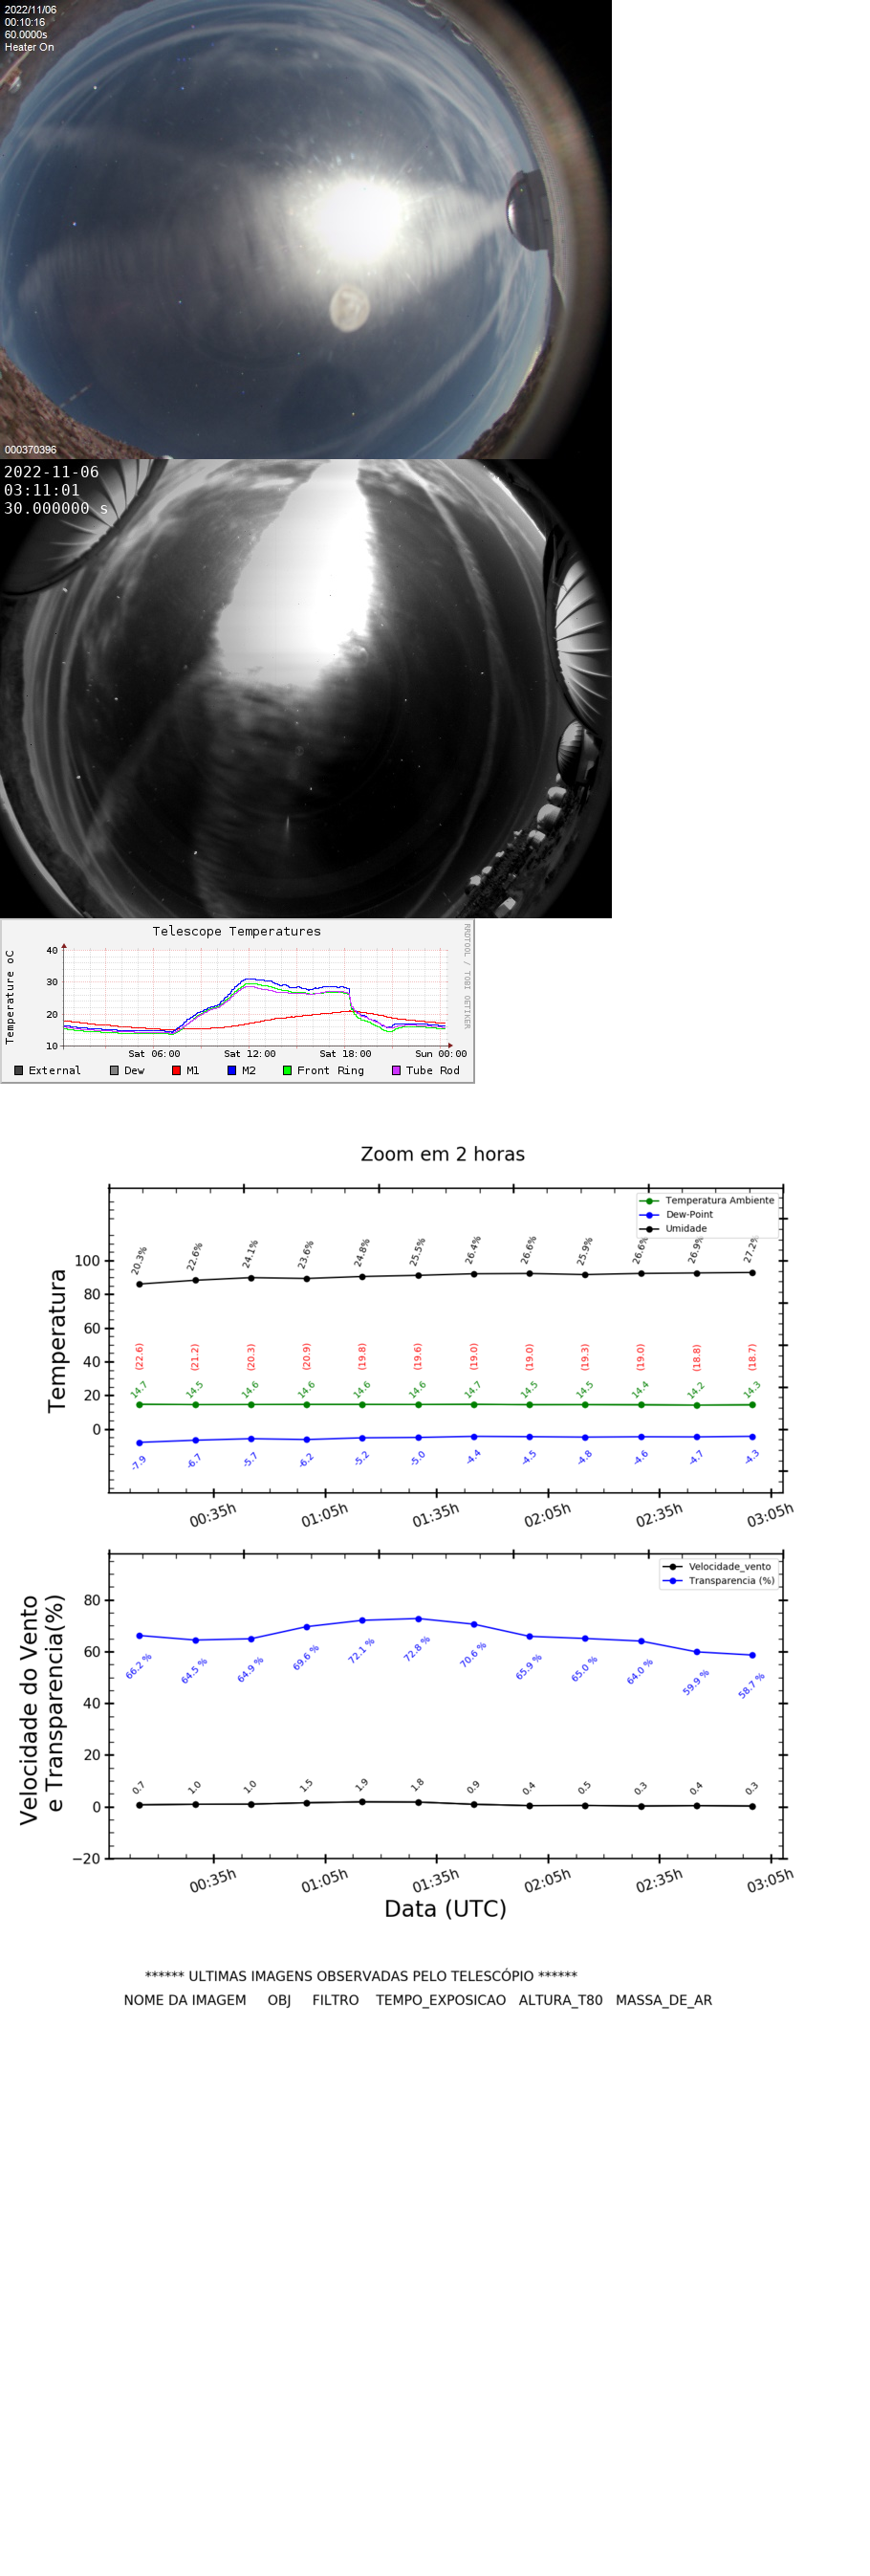 2022/11/06
00:10:16
60.0000s
Heater On
000370396
2022-11-06
03:11:01
30.000000 s
Telescope Temperatures
RRDTOOL / TOBI OETIKER
Temperature oC
40
30
20
10
Sat 06:00 Sat 12:00 Sat 18:00 Sun 00:00
External Dew M1 M2 Front Ring Tube Rod
Zoom em 2 horas
Temperatura Ambiente
Dew-Point
Umidade
Temperatura
100
80
60
40
20
0
20.3% 22.6% 24.1% 23.6% 24.8% 25.5% 26.4% 26.6% 25.9% 26.6% 26.9% 27.2%
(22.6) (21.2) (20.3) (20.9) (19.8) (19.6) (19.0) (19.0) (19.3) (19.0) (18.8) (18.7)
14.7 14.5 14.6 14.6 14.6 14.6 14.7 14.5 14.5 14.4 14.2 14.3
-7.9 -6.7 -5.7 -6.2 -5.2 -5.0 -4.4 -4.5 -4.8 -4.6 -4.7 -4.3
00:35h 01:05h 01:35h 02:05h 02:35h 03:05h
Velocidade_vento
Transparencia (%)
Velocidade do Vento
e Transparencia(%)
80
60
40
20
0
−20
66.2 % 64.5 % 64.9 % 69.6 % 72.1 % 72.8 % 70.6 % 65.9 % 65.0 % 64.0 % 59.9 % 58.7 %
0.7 1.0 1.0 1.5 1.9 1.8 0.9 0.4 0.5 0.3 0.4 0.3
00:35h 01:05h 01:35h 02:05h 02:35h 03:05h
Data (UTC)
****** ULTIMAS IMAGENS OBSERVADAS PELO TELESCÓPIO ******
NOME DA IMAGEM OBJ FILTRO TEMPO_EXPOSICAO ALTURA_T80 MASSA_DE_AR